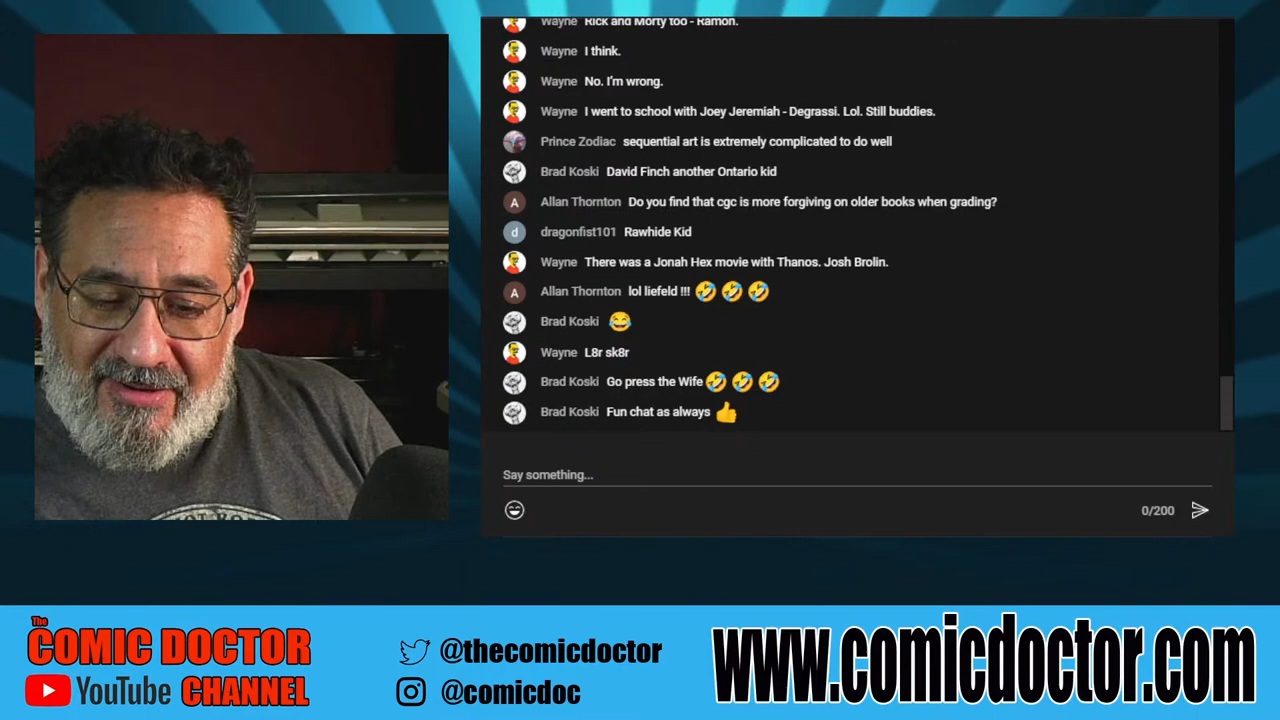 Wayne Rick and Morty too - Ramon.
Wayne I think.
Wayne No. I'm wrong.
Wayne I went to school with Joey Jeremiah - Degrassi. Lol. Still buddies.
Prince Zodiac sequential art is extremely complicated to do well
Brad Koski David Finch another Ontario kid
A Allan Thornton Do you find that cgc is more forgiving on older books when grading?
d dragonfist101 Rawhide Kid
Wayne There was a Jonah Hex movie with Thanos. Josh Brolin.
A Allan Thornton lol liefeld !!! 🤣 🤣 🤣
Brad Koski 😂
Wayne L8r sk8r
Brad Koski Go press the Wife 🤣 🤣 🤣
Brad Koski Fun chat as always 👍
Say something...
0/200
The
COMIC DOCTOR
YouTube CHANNEL
@thecomicdoctor
@comicdoc
www.comicdoctor.com